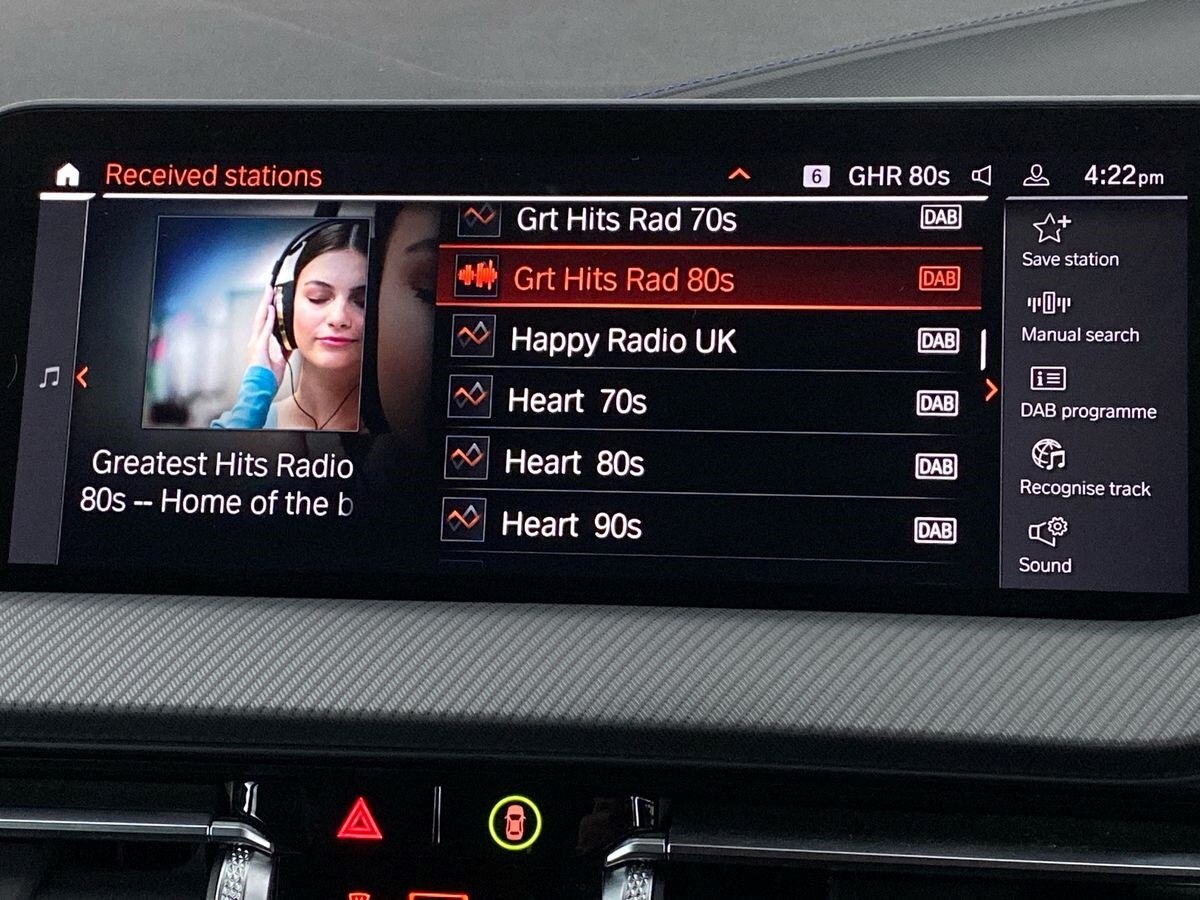 Received stations
6 GHR 80s
4:22pm
Greatest Hits Radio
80s -- Home of the b
Grt Hits Rad 70s DAB
Grt Hits Rad 80s DAB
Happy Radio UK DAB
Heart 70s DAB
Heart 80s DAB
Heart 90s DAB
Save station
Manual search
DAB programme
Recognise track
Sound